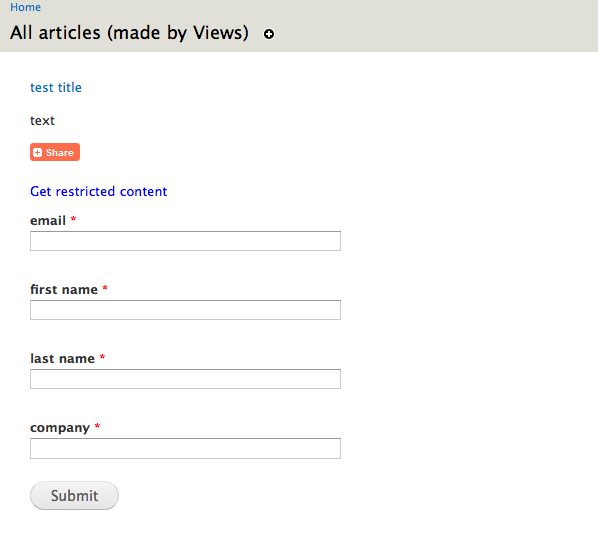 Home
All articles (made by Views)
test title
text
Share
Get restricted content
email *
first name *
last name *
company *
Submit